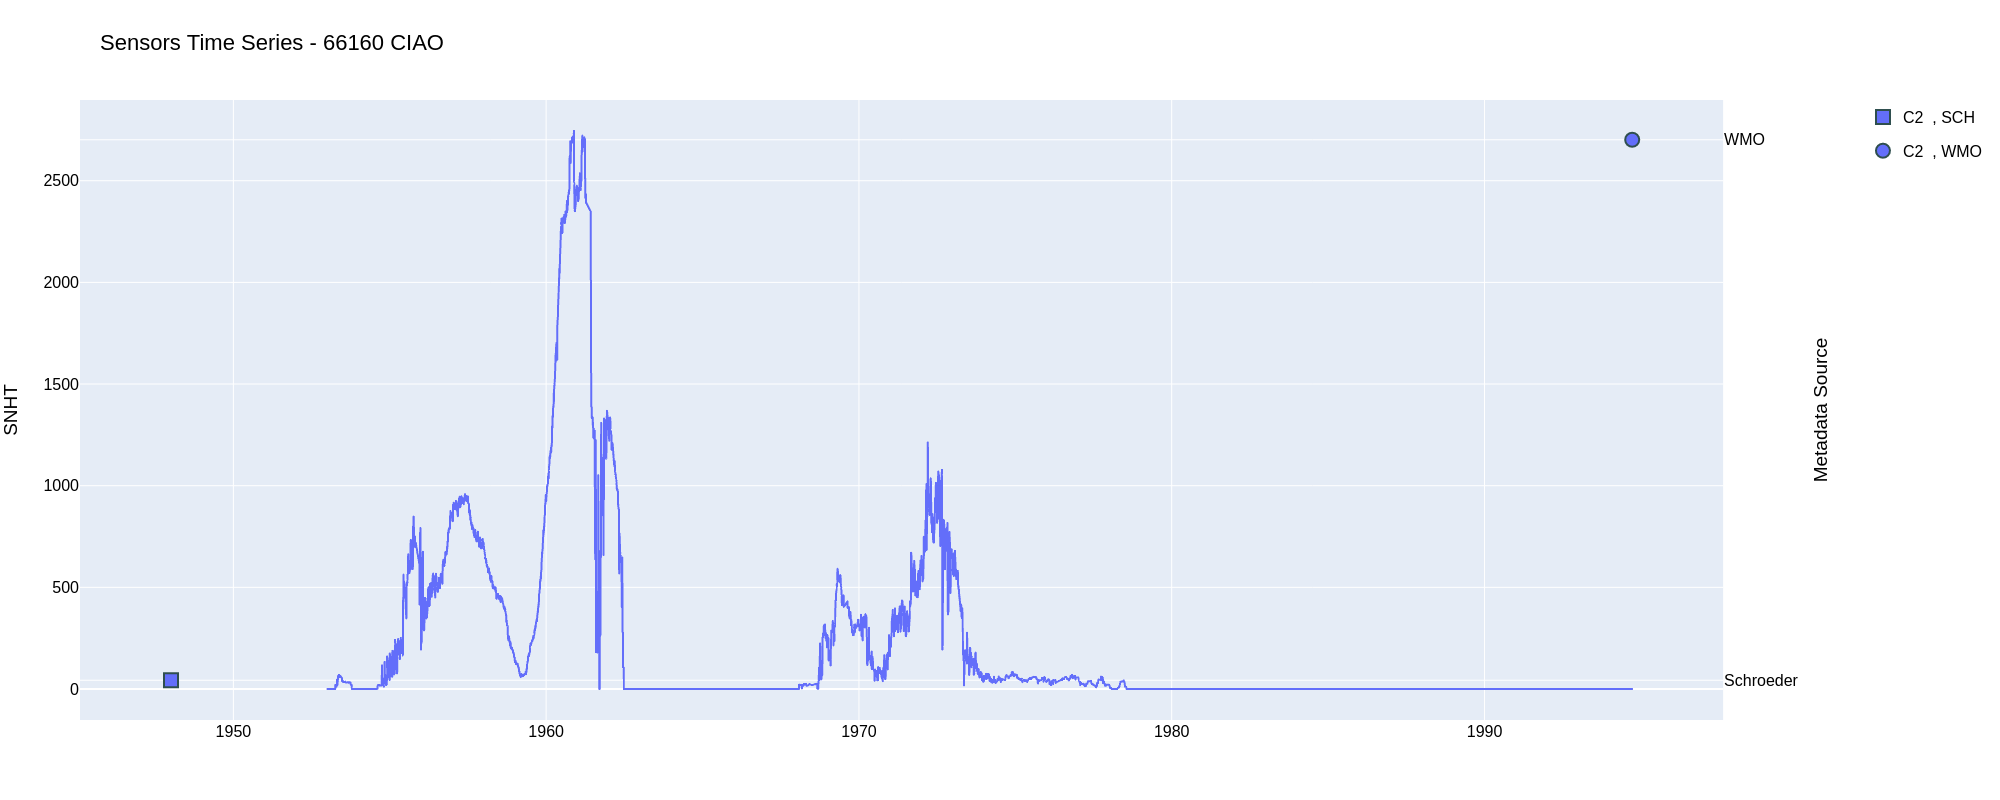 Sensors Time Series - 66160 CIAO
C2 , SCH
C2 , WMO
WMO
Schroeder
Metadata Source
SNHT
2500
2000
1500
1000
500
0
1950
1960
1970
1980
1990